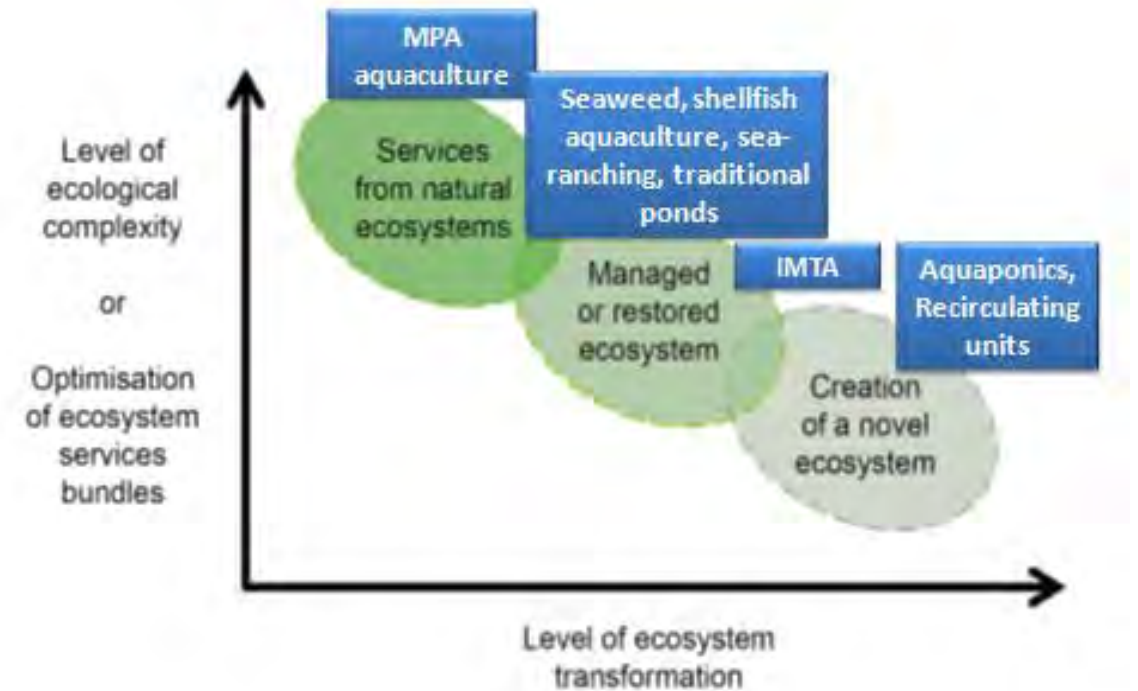 MPA
aquaculture
Seaweed, shellfish
aquaculture, sea-
ranching, traditional
ponds
Level of
ecological
complexity
or
Optimisation
of ecosystem
services
bundles
Services
from natural
ecosystems
Managed
or restored
ecosystem
IMTA
Aquaponics,
Recirculating
units
Creation
of a novel
ecosystem
Level of ecosystem
transformation